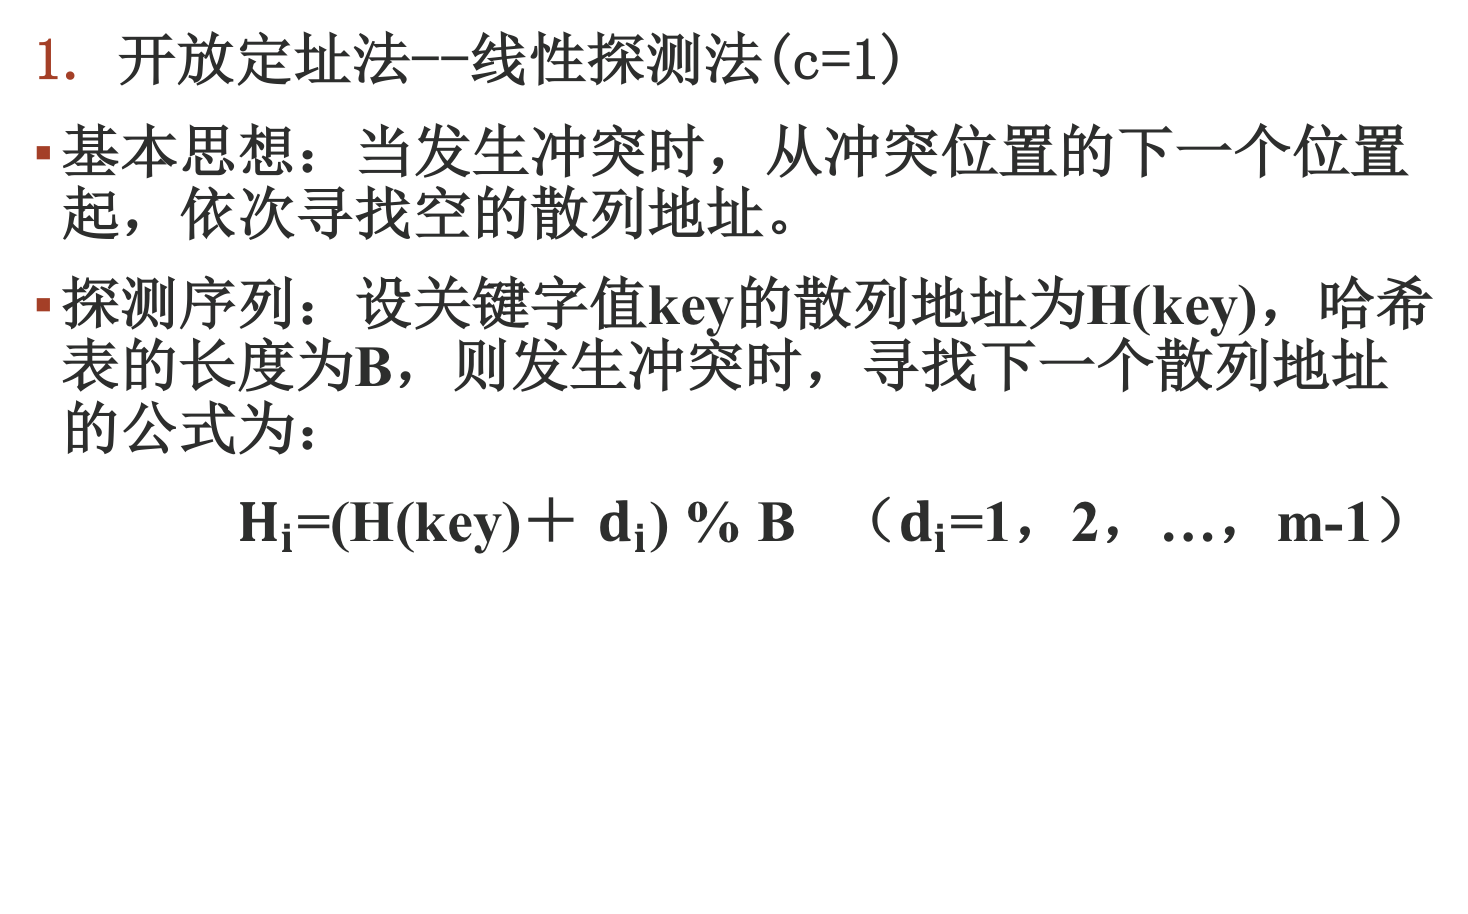 1. 开放定址法--线性探测法(c=1)
▪基本思想：当发生冲突时，从冲突位置的下一个位置
起，依次寻找空的散列地址。
▪探测序列：设关键字值key的散列地址为H(key)，哈希
表的长度为B，则发生冲突时，寻找下一个散列地址
的公式为：
Hi=(H(key)＋ di) % B （di=1，2，…，m-1）